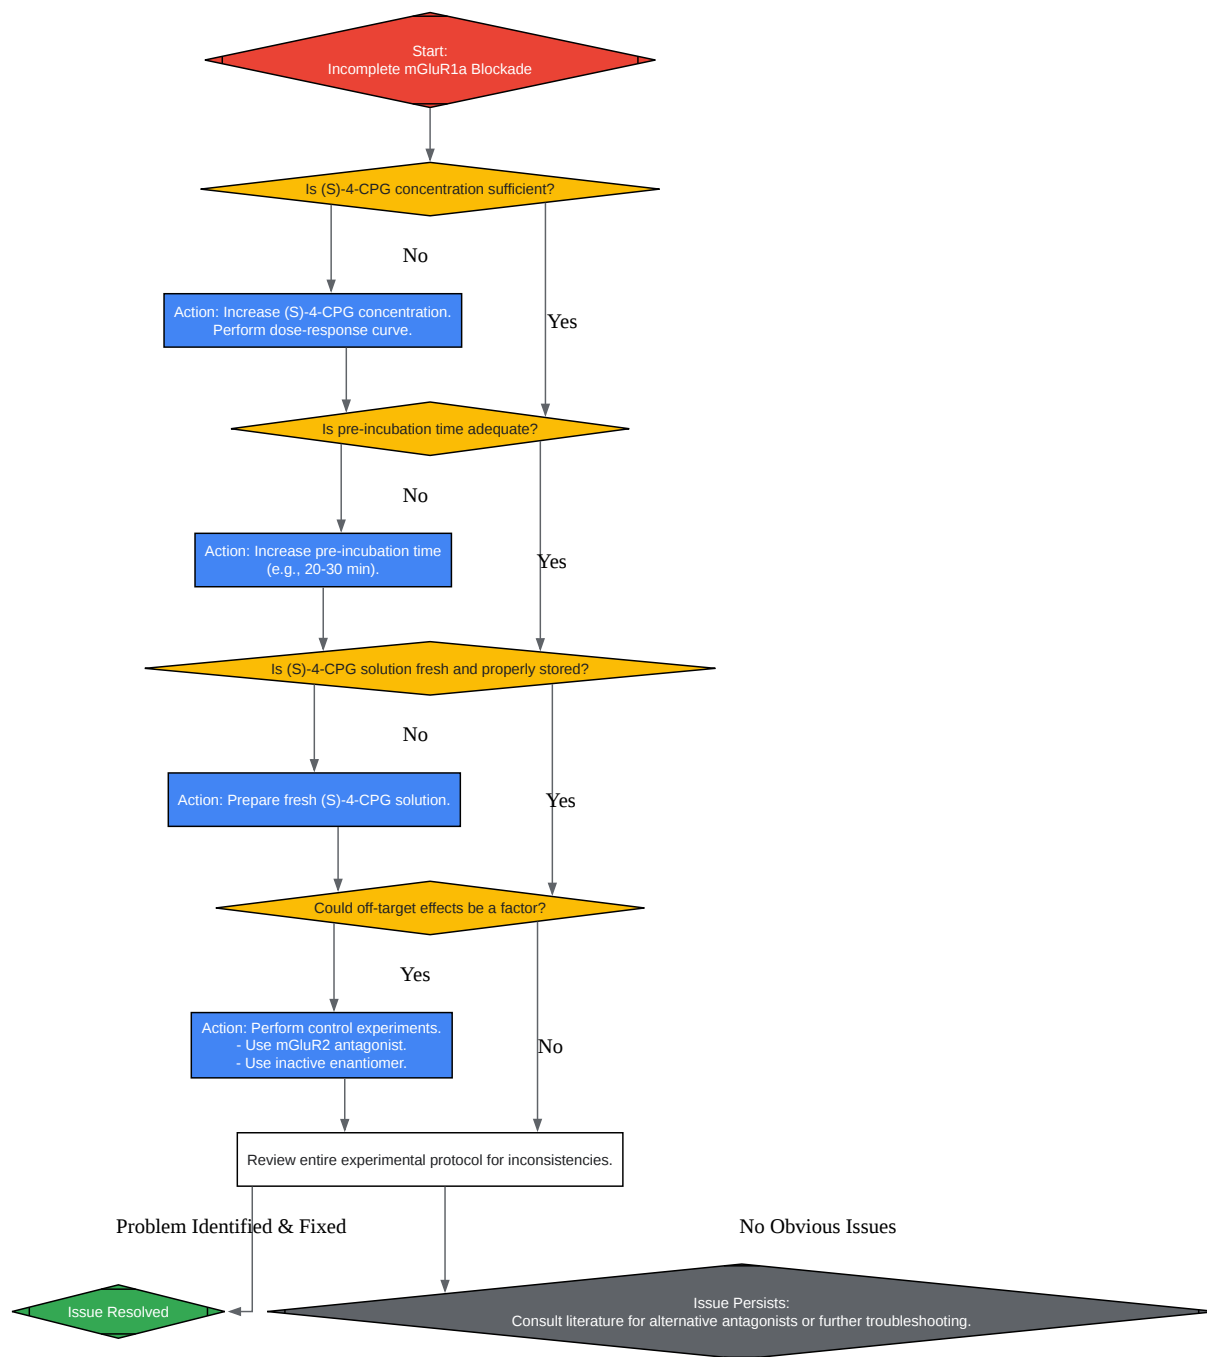 Start:
Incomplete mGluR1a Blockade
Is (S)-4-CPG concentration sufficient?
No
Action: Increase (S)-4-CPG concentration.
Perform dose-response curve.
Yes
Is pre-incubation time adequate?
No
Action: Increase pre-incubation time
(e.g., 20-30 min).
Yes
Is (S)-4-CPG solution fresh and properly stored?
No
Action: Prepare fresh (S)-4-CPG solution.
Yes
Could off-target effects be a factor?
Yes
Action: Perform control experiments.
- Use mGluR2 antagonist.
- Use inactive enantiomer.
No
Review entire experimental protocol for inconsistencies.
Problem Identified & Fixed
No Obvious Issues
Issue Resolved
Issue Persists:
Consult literature for alternative antagonists or further troubleshooting.